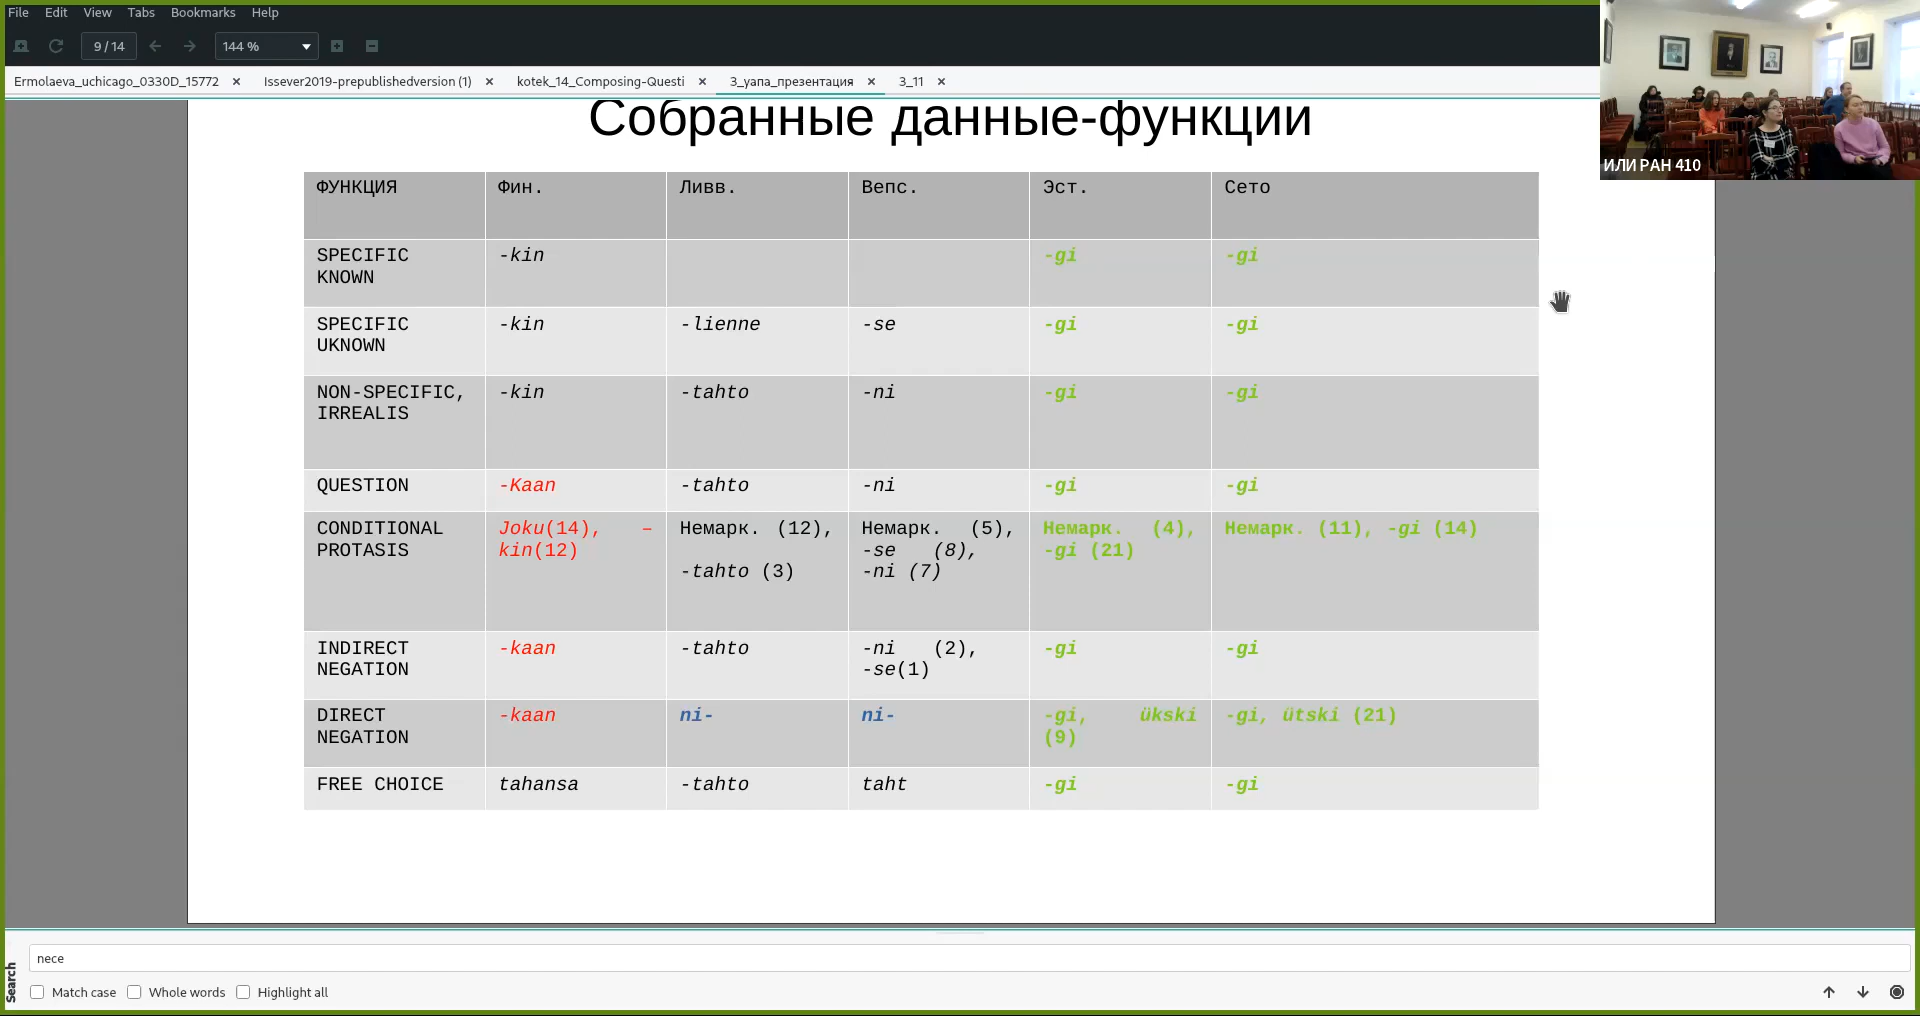 File Edit View Tabs Bookmarks Help
9 / 14 144 %
Ermolaeva_uchicago_0330D_15772 × Issever2019-prepublishedversion (1) × kotek_14_Composing-Questi × 3_уапа_презентация × 3_11 ×
ИЛИ РАН 410
Собранные данные-функции
ФУНКЦИЯ Фин. Ливв. Вепс. Эст. Сето
SPECIFIC -kin -gi -gi
KNOWN
SPECIFIC -kin -lienne -se -gi -gi
UKNOWN
NON-SPECIFIC, -kin -tahto -ni -gi -gi
IRREALIS
QUESTION -Kaan -tahto -ni -gi -gi
CONDITIONAL Joku(14), – Немарк. (12), Немарк. (5), Немарк. (4), Немарк. (11), -gi (14)
PROTASIS kin(12) -se (8), -gi (21)
-tahto (3) -ni (7)
INDIRECT -kaan -tahto -ni (2), -gi -gi
NEGATION -se(1)
DIRECT -kaan ni- ni- -gi, ükski -gi, ütski (21)
NEGATION (9)
FREE CHOICE tahansa -tahto taht -gi -gi
Search
nece
Match case Whole words Highlight all